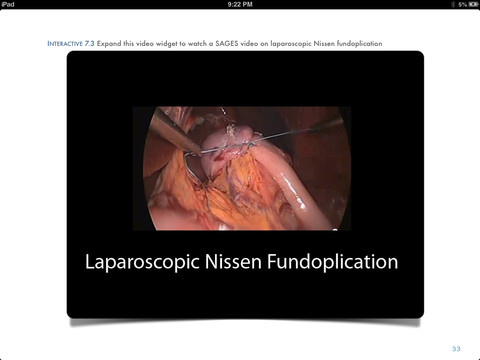 iPad 9:22 PM 5%
INTERACTIVE 7.3 Expand this video widget to watch a SAGES video on laparoscopic Nissen fundoplication
Laparoscopic Nissen Fundoplication
33